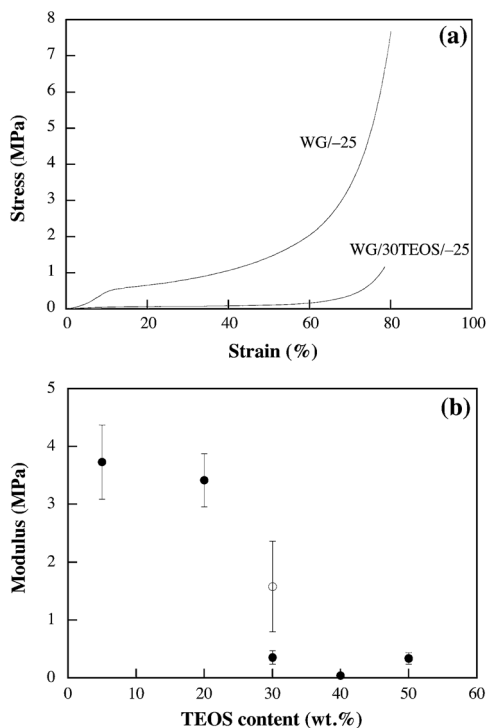 8
(a)
7
6
5
WG/–25
4
3
2
WG/30TEOS/–25
1
0
0 20 40 60 80 100
Stress (MPa)
Strain (%)
5
(b)
4
3
2
1
0
0 10 20 30 40 50 60
Modulus (MPa)
TEOS content (wt.%)